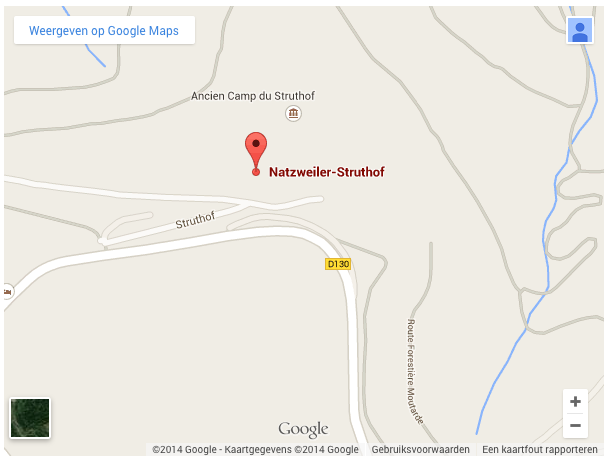 Weergeven op Google Maps
Ancien Camp du Struthof
Natzweiler-Struthof
Struthof
D130
Route Forestière Moutarde
Google
©2014 Google - Kaartgegevens ©2014 Google Gebruiksvoorwaarden Een kaartfout rapporteren